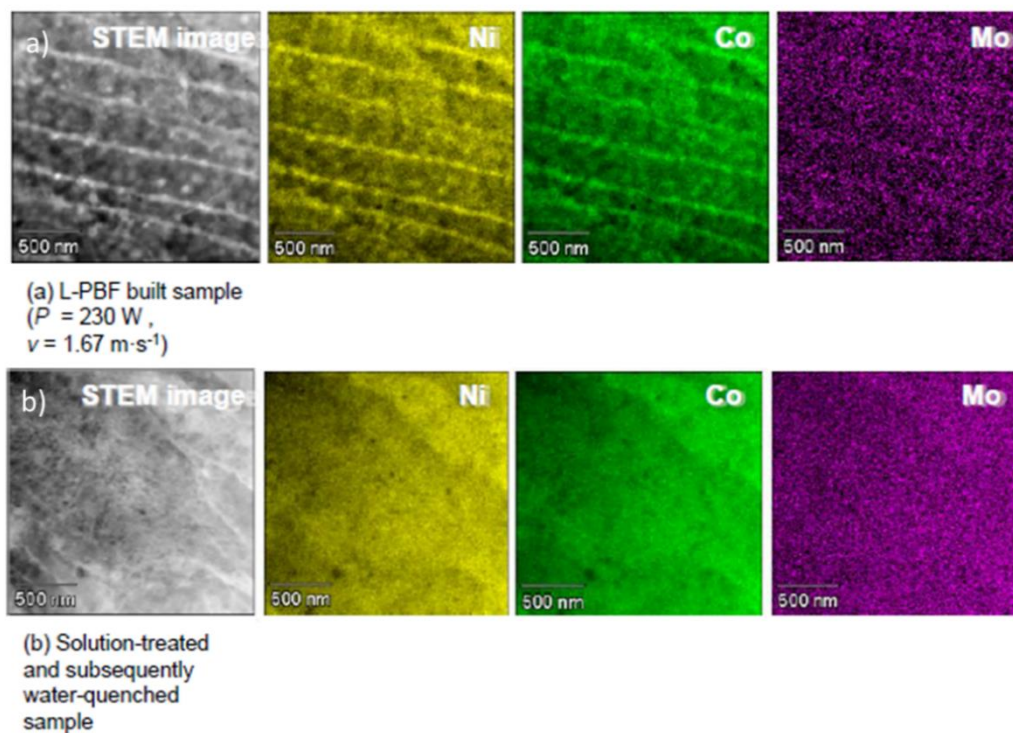 a) STEM image Ni Co Mo
500 nm 500 nm 500 nm 500 nm
(a) L-PBF built sample
(P = 230 W ,
v = 1.67 m·s⁻¹)
b) STEM image Ni Co Mo
500 nm 500 nm 500 nm 500 nm
(b) Solution-treated
and subsequently
water-quenched
sample